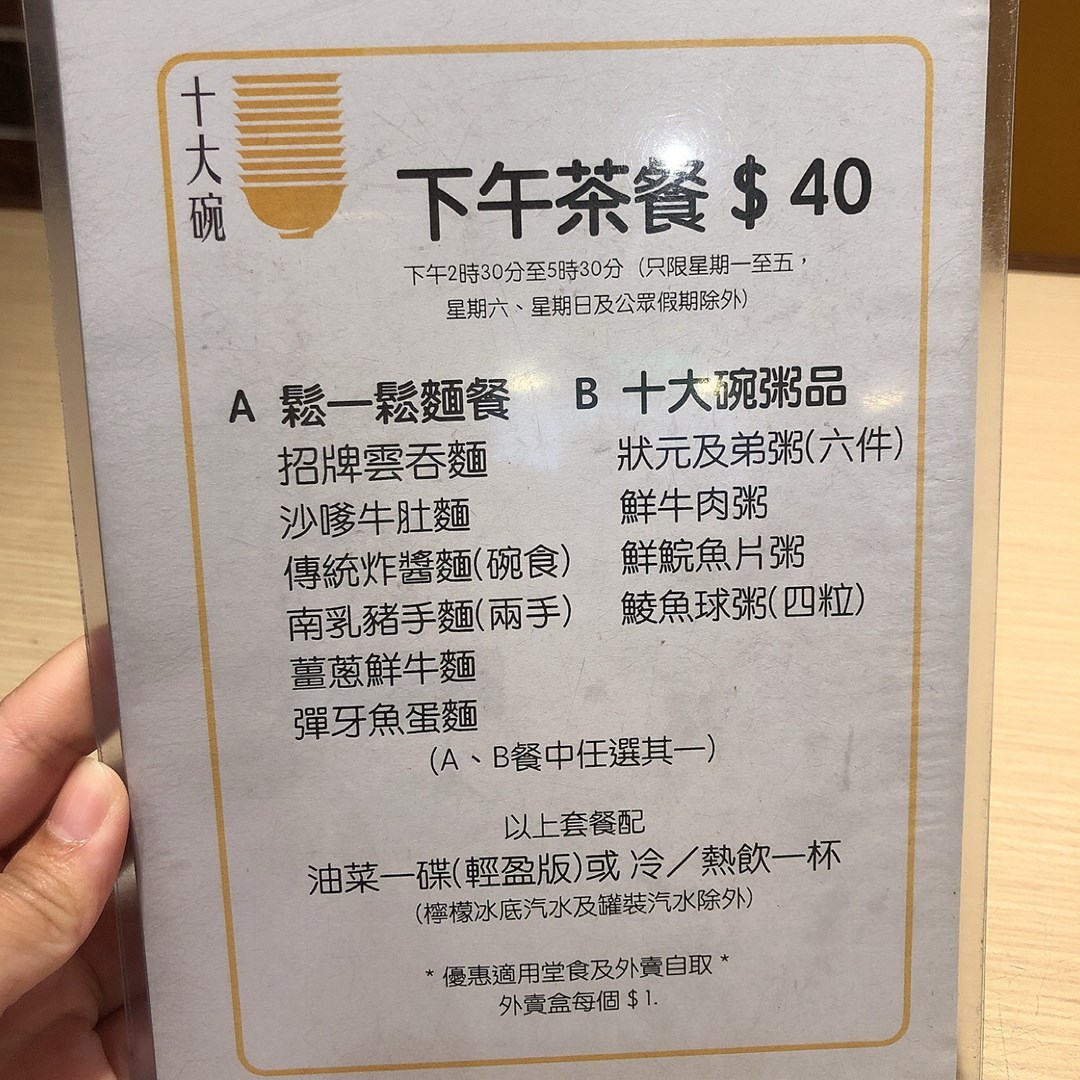 十大碗
下午茶餐 $ 40
下午2時30分至5時30分（只限星期一至五，
星期六、星期日及公眾假期除外）
A 鬆一鬆麵餐
招牌雲吞麵
沙嗲牛肚麵
傳統炸醬麵(碗食)
南乳豬手麵(兩手)
薑蔥鮮牛麵
彈牙魚蛋麵
B 十大碗粥品
狀元及弟粥(六件)
鮮牛肉粥
鮮鯇魚片粥
鯪魚球粥(四粒)
(A、B餐中任選其一)
以上套餐配
油菜一碟(輕盈版)或 冷／熱飲一杯
(檸檬冰底汽水及罐裝汽水除外)
* 優惠適用堂食及外賣自取 *
外賣盒每個 $ 1.